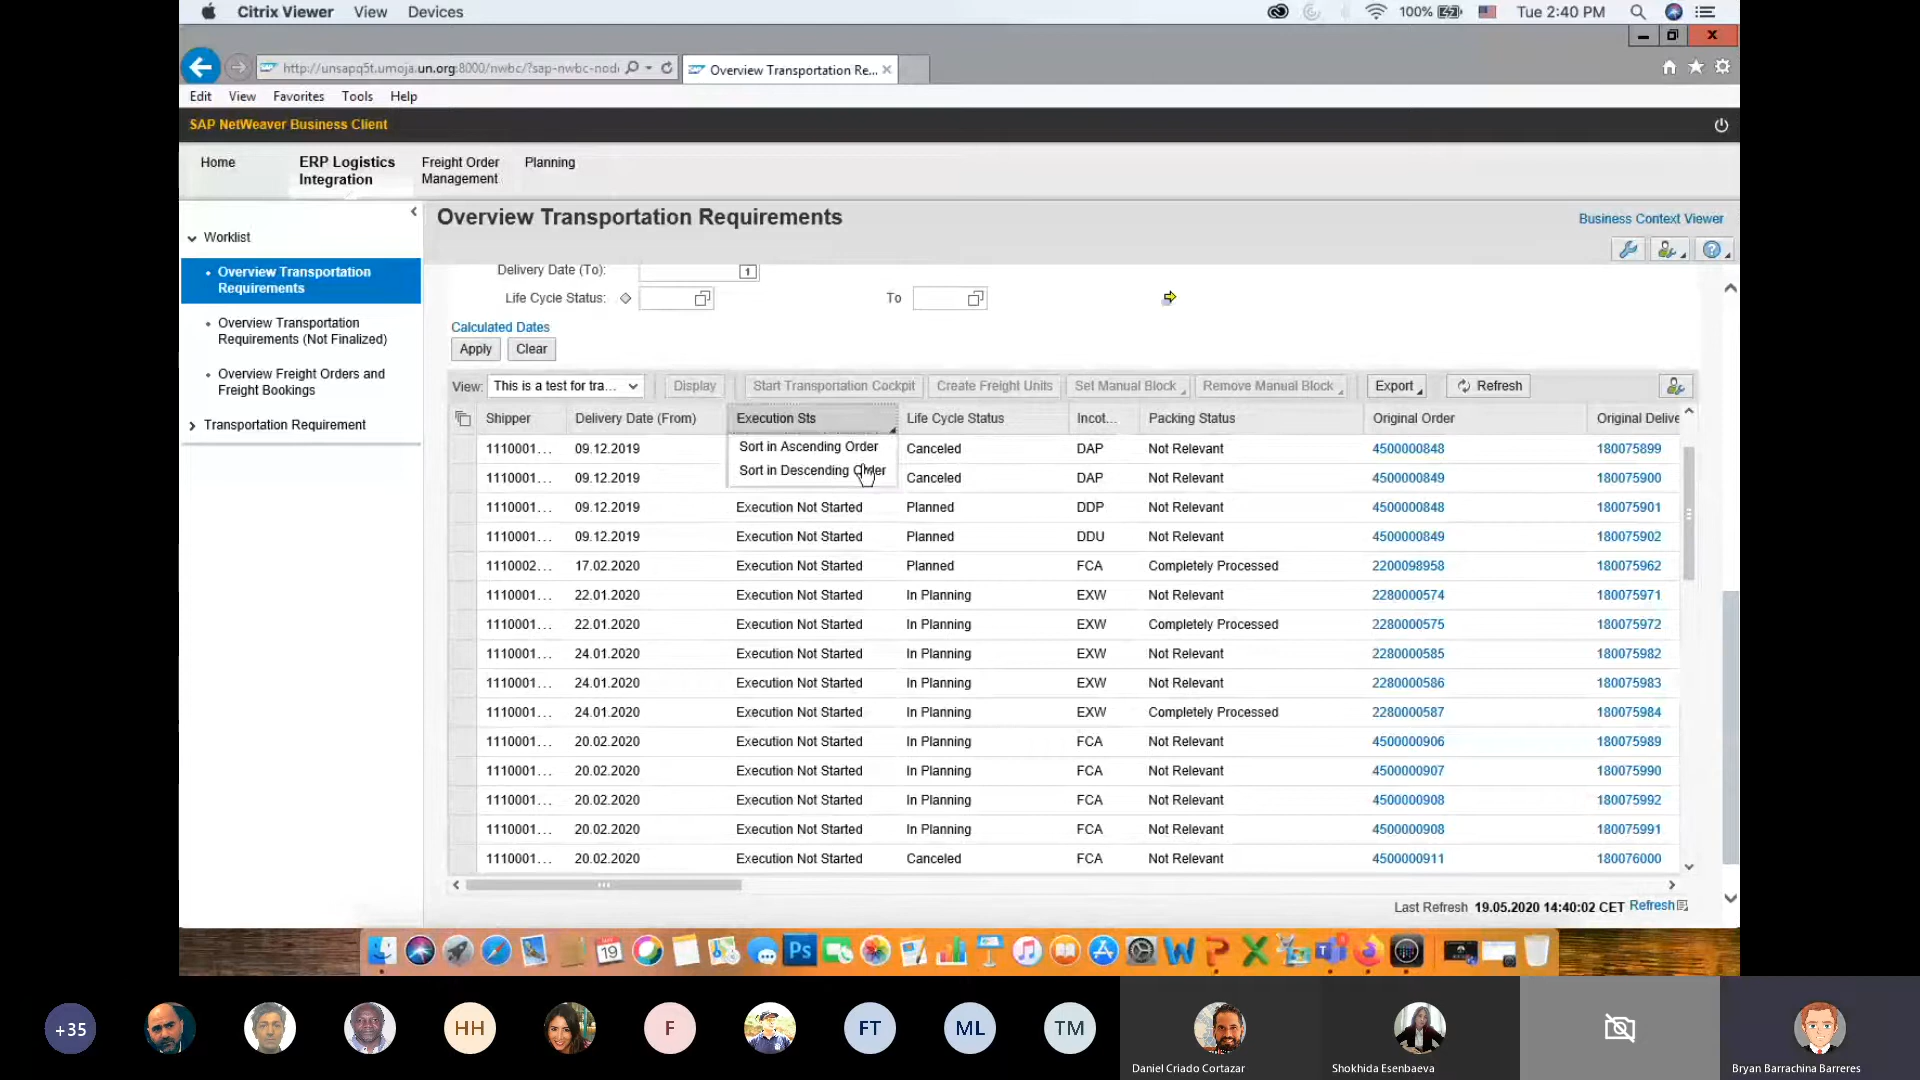 Citrix Viewer View Devices 100% Tue 2:40 PM
http://unsapq5t.umoja.un.org:8000/nwbc/?sap-nwbc-node Overview Transportation Re...
Edit View Favorites Tools Help
SAP NetWeaver Business Client
Home ERP Logistics Integration Freight Order Management Planning
Overview Transportation Requirements Business Context Viewer
Worklist
Overview Transportation
Requirements
Overview Transportation
Requirements (Not Finalized)
Overview Freight Orders and
Freight Bookings
Transportation Requirement
Delivery Date (To): 1
Life Cycle Status: To
Calculated Dates
Apply Clear
View: This is a test for tra... Display Start Transportation Cockpit Create Freight Units Set Manual Block Remove Manual Block Export Refresh
Shipper Delivery Date (From) Execution Sts Life Cycle Status Incot... Packing Status Original Order Original Delive
Sort in Ascending Order
Sort in Descending Order
1110001... 09.12.2019 Canceled DAP Not Relevant 4500000848 180075899
1110001... 09.12.2019 Canceled DAP Not Relevant 4500000849 180075900
1110001... 09.12.2019 Execution Not Started Planned DDP Not Relevant 4500000848 180075901
1110001... 09.12.2019 Execution Not Started Planned DDU Not Relevant 4500000849 180075902
1110002... 17.02.2020 Execution Not Started Planned FCA Completely Processed 2200098958 180075962
1110001... 22.01.2020 Execution Not Started In Planning EXW Not Relevant 2280000574 180075971
1110001... 22.01.2020 Execution Not Started In Planning EXW Completely Processed 2280000575 180075972
1110001... 24.01.2020 Execution Not Started In Planning EXW Not Relevant 2280000585 180075982
1110001... 24.01.2020 Execution Not Started In Planning EXW Not Relevant 2280000586 180075983
1110001... 24.01.2020 Execution Not Started In Planning EXW Completely Processed 2280000587 180075984
1110001... 20.02.2020 Execution Not Started In Planning FCA Not Relevant 4500000906 180075989
1110001... 20.02.2020 Execution Not Started In Planning FCA Not Relevant 4500000907 180075990
1110001... 20.02.2020 Execution Not Started In Planning FCA Not Relevant 4500000908 180075992
1110001... 20.02.2020 Execution Not Started In Planning FCA Not Relevant 4500000908 180075991
1110001... 20.02.2020 Execution Not Started Canceled FCA Not Relevant 4500000911 180076000
Last Refresh 19.05.2020 14:40:02 CET Refresh
19 Ps
+35 HH F FT ML TM
Daniel Criado Cortazar Shokhida Esenbaeva Bryan Barrachina Barreres